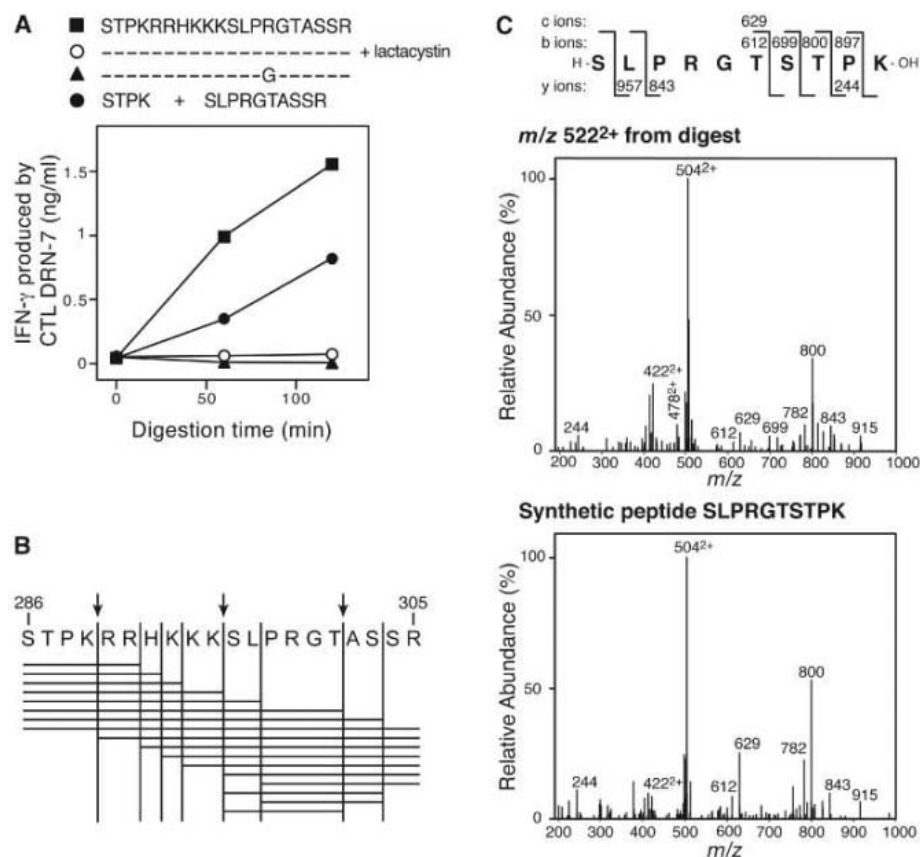 A
■ STPKRRHKKKSLPRGTASSR
○ -------------------- + lactacystin
▲ -------------G------
● STPK + SLPRGTASSR
IFN-γ produced by
CTL DRN-7 (ng/ml)
1.5
1
0.5
0
0 50 100
Digestion time (min)
B
286 305
S T P K R R H K K K S L P R G T A S S R
C
c ions: 629
b ions: 612 699 800 897
H - S L P R G T S T P K - OH
y ions: 957 843 244
m/z 522²⁺ from digest
Relative Abundance (%)
100
50
0
504²⁺
422²⁺
478²⁺
800
244
612
629
699
782
843
915
200 300 400 500 600 700 800 900 1000
m/z
Synthetic peptide SLPRGTSTPK
Relative Abundance (%)
100
50
0
504²⁺
800
629
782
244
422²⁺
612
843
915
200 300 400 500 600 700 800 900 1000
m/z